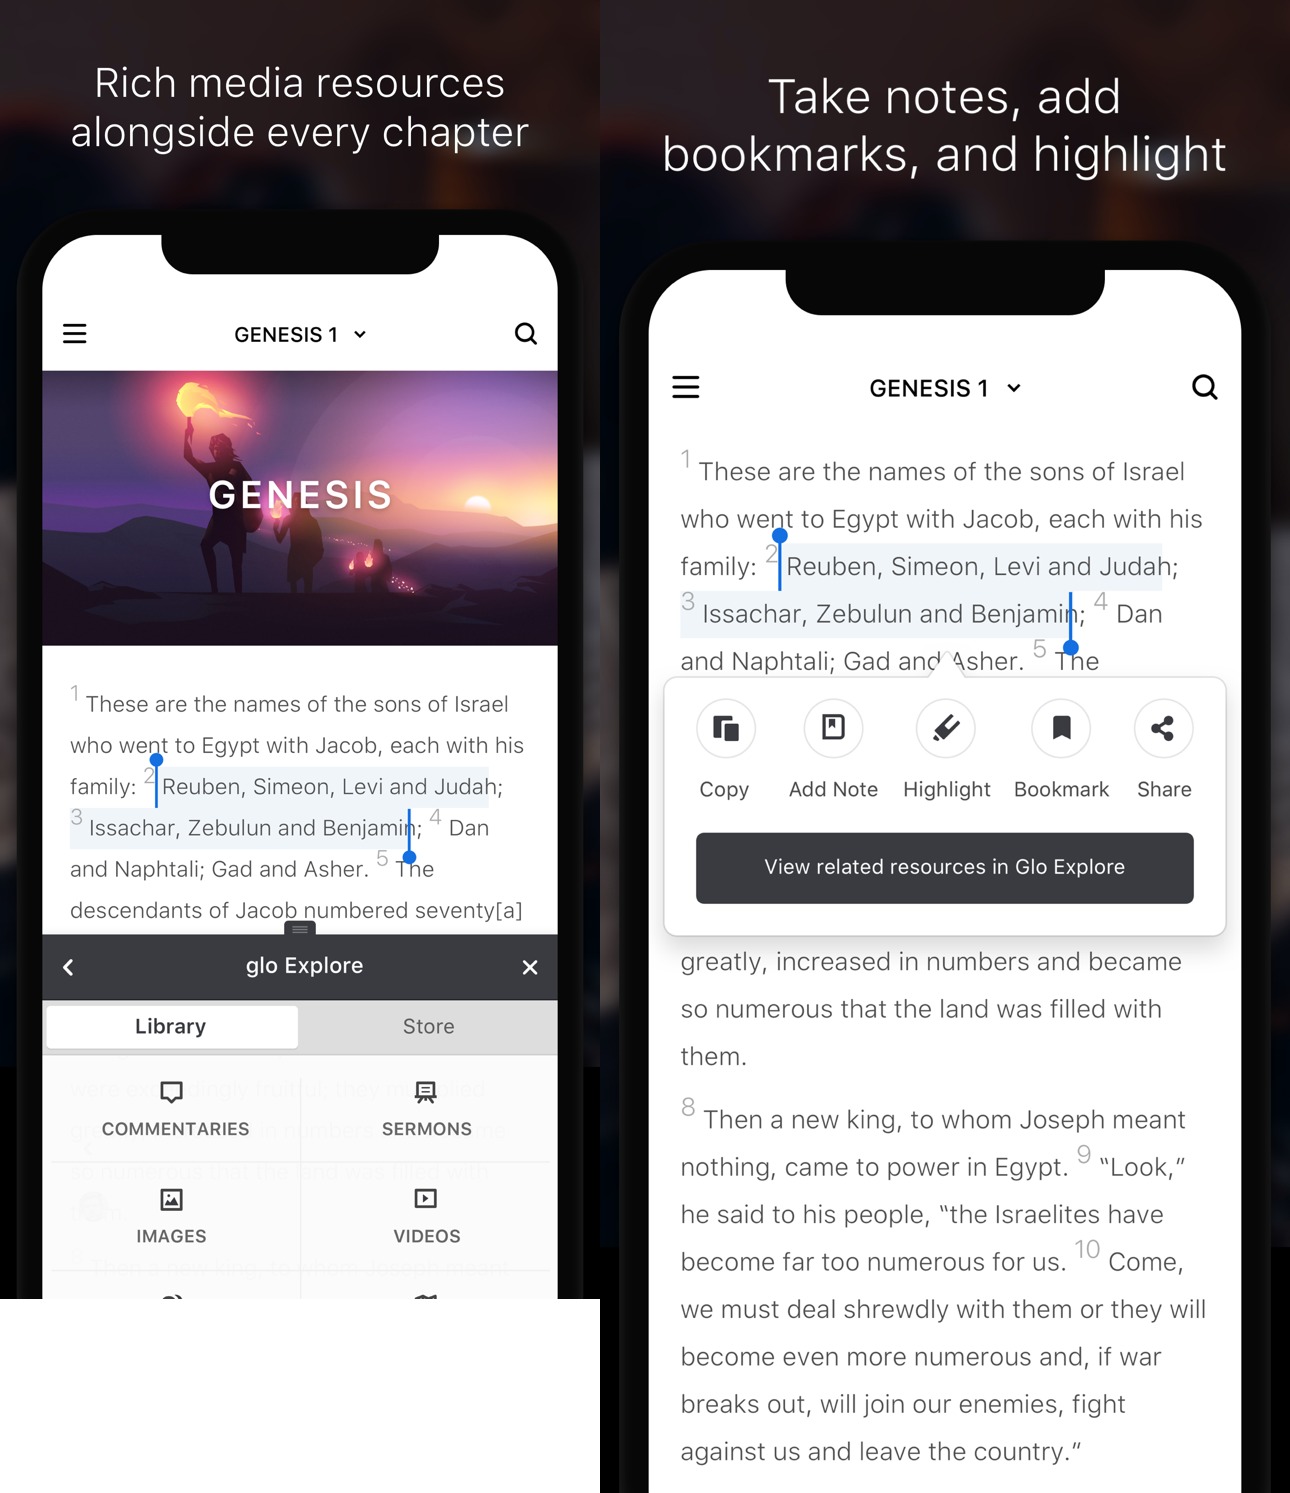 Rich media resources
alongside every chapter
GENESIS 1
GENESIS
1 These are the names of the sons of Israel
who went to Egypt with Jacob, each with his
family: 2 Reuben, Simeon, Levi and Judah;
3 Issachar, Zebulun and Benjamin; 4 Dan
and Naphtali; Gad and Asher. 5 The
descendants of Jacob numbered seventy[a]
glo Explore
Library Store
COMMENTARIES SERMONS
IMAGES VIDEOS
Take notes, add
bookmarks, and highlight
GENESIS 1
1 These are the names of the sons of Israel
who went to Egypt with Jacob, each with his
family: 2 Reuben, Simeon, Levi and Judah;
3 Issachar, Zebulun and Benjamin; 4 Dan
and Naphtali; Gad and Asher. 5 The
Copy Add Note Highlight Bookmark Share
View related resources in Glo Explore
greatly, increased in numbers and became
so numerous that the land was filled with
them.
8 Then a new king, to whom Joseph meant
nothing, came to power in Egypt. 9 “Look,”
he said to his people, “the Israelites have
become far too numerous for us. 10 Come,
we must deal shrewdly with them or they will
become even more numerous and, if war
breaks out, will join our enemies, fight
against us and leave the country.”